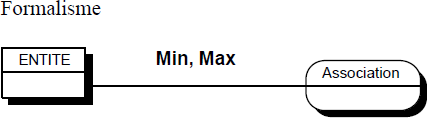 Formalisme
ENTITE
Min, Max
Association